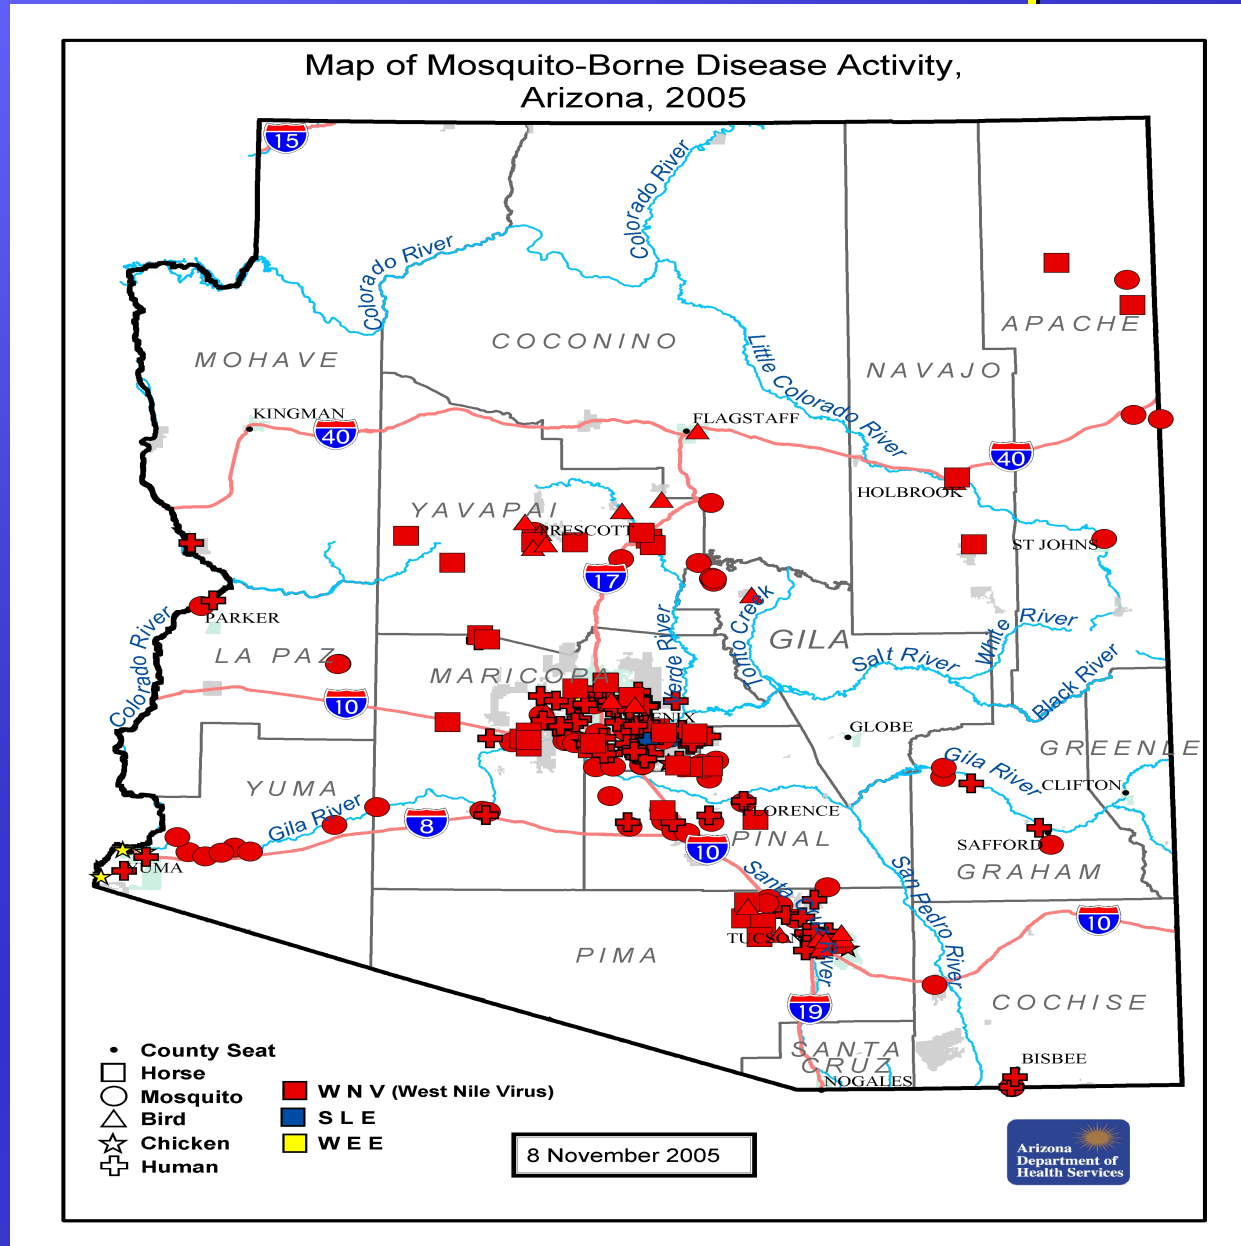 Map of Mosquito-Borne Disease Activity,
Arizona, 2005
15
Colorado River
Colorado River
COCONINO
MOHAVE
APACHE
NAVAJO
Little Colorado River
KINGMAN
40
FLAGSTAFF
40
HOLBROOK
YAVAPAI
PRESCOTT
ST JOHNS
17
PARKER
Colorado River
LA PAZ
MARICOPA
Verde River
Tonto Creek
GILA
Salt River
White River
Black River
10
PHOENIX
GLOBE
GREENLE
Gila River
CLIFTON
YUMA
Gila River
8
FLORENCE
PINAL
10
SAFFORD
GRAHAM
YUMA
Santa Cruz River
San Pedro River
TUCSON
10
PIMA
19
COCHISE
SANTA
CRUZ
NOGALES
BISBEE
County Seat
Horse
Mosquito
Bird
Chicken
Human
W N V (West Nile Virus)
S L E
W E E
8 November 2005
Arizona
Department of
Health Services